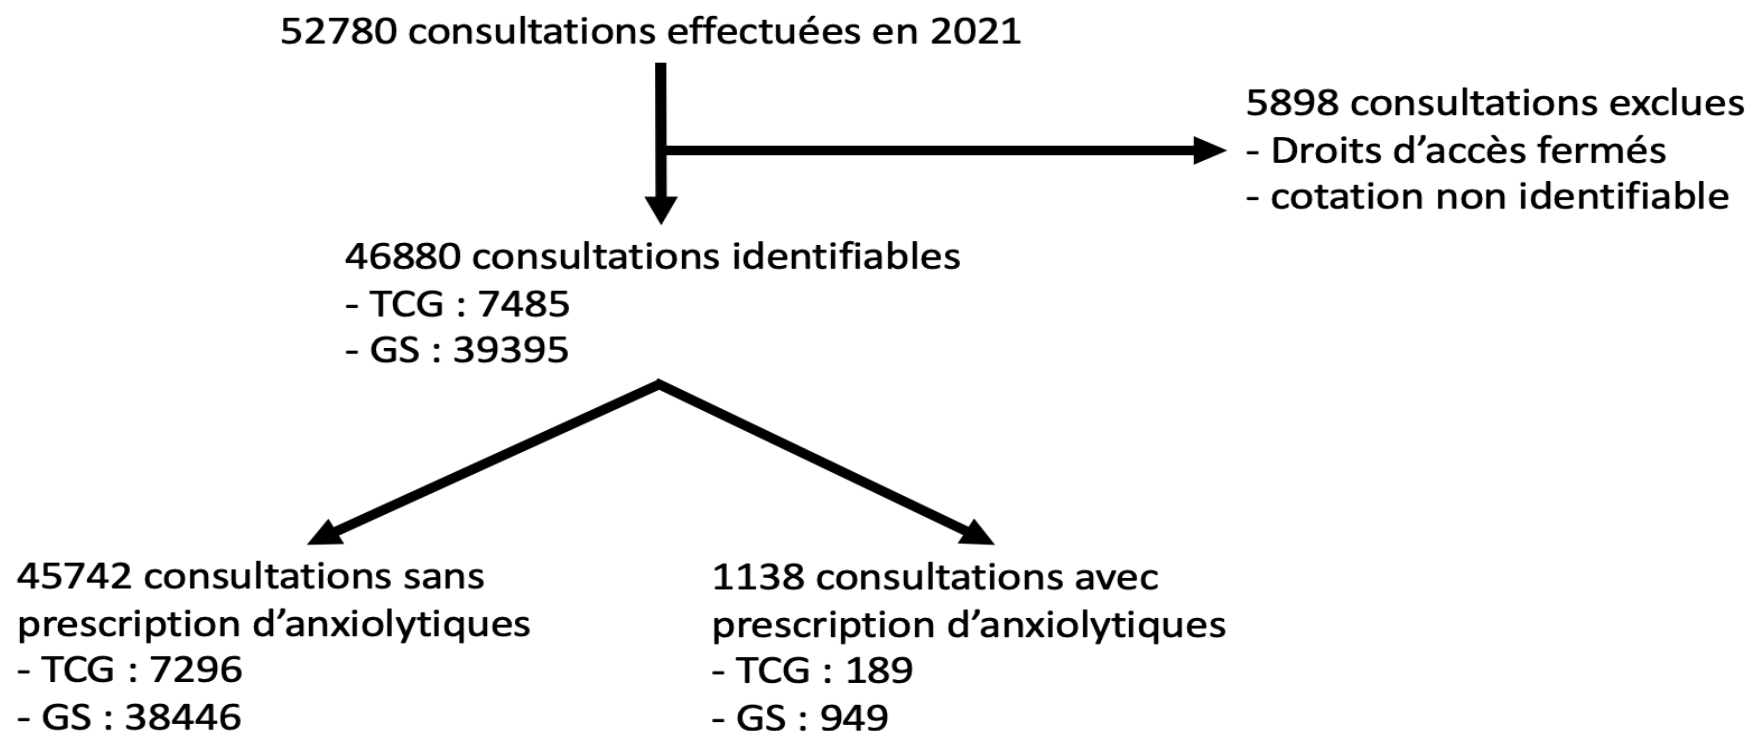 52780 consultations effectuées en 2021
5898 consultations exclues
- Droits d’accès fermés
- cotation non identifiable
46880 consultations identifiables
- TCG : 7485
- GS : 39395
45742 consultations sans
prescription d’anxiolytiques
- TCG : 7296
- GS : 38446
1138 consultations avec
prescription d’anxiolytiques
- TCG : 189
- GS : 949